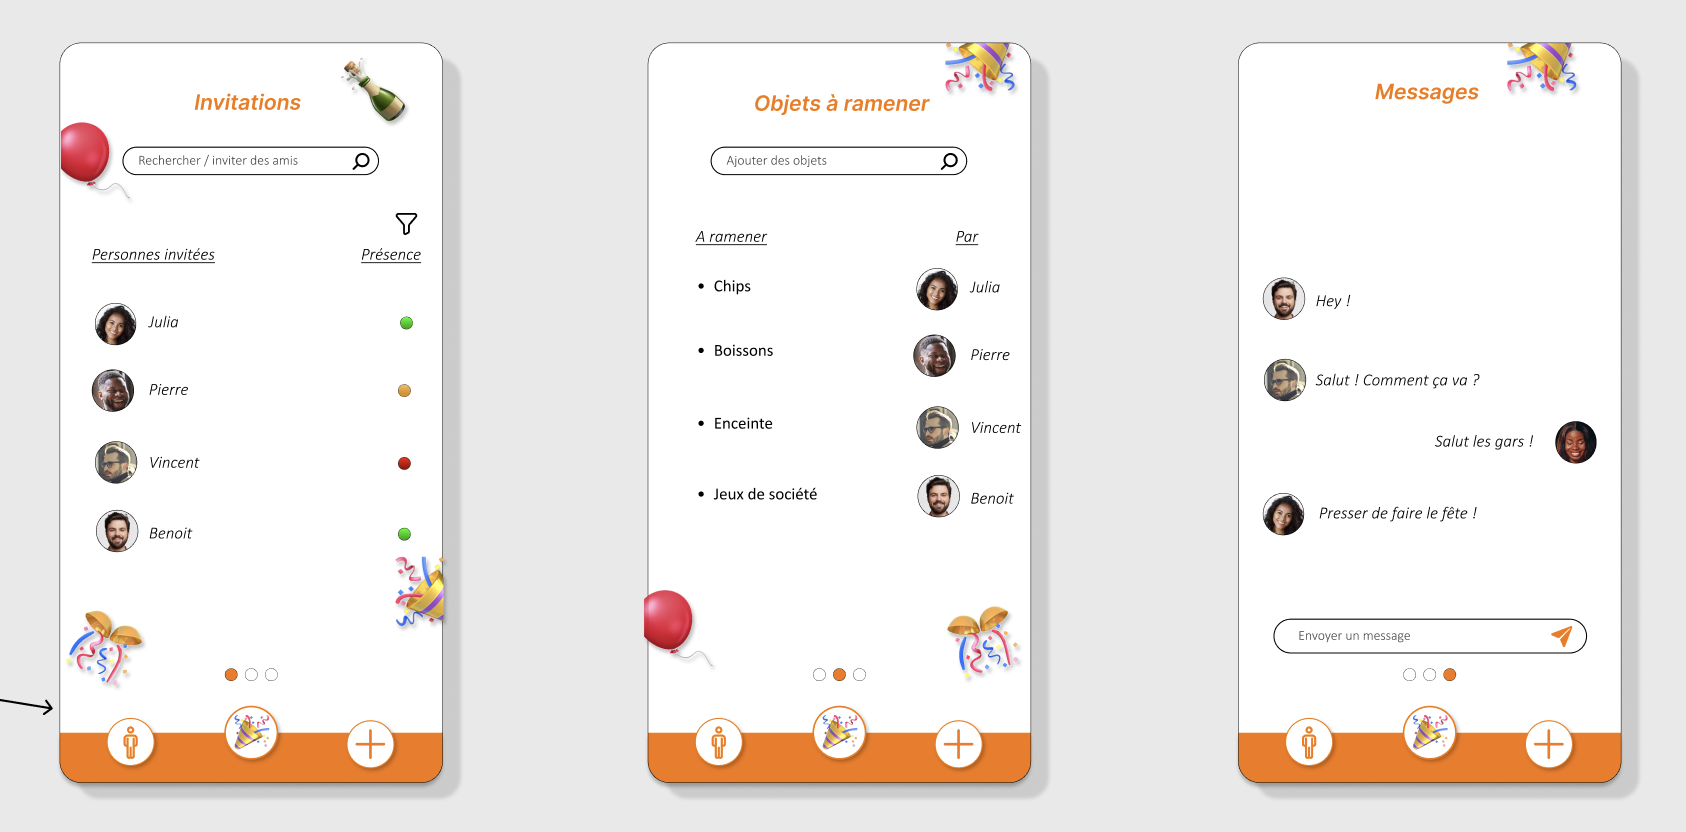 Invitations
Rechercher / inviter des amis
Personnes invitées
Présence
Julia
Pierre
Vincent
Benoit
Objets à ramener
Ajouter des objets
A ramener
Par
• Chips
Julia
• Boissons
Pierre
• Enceinte
Vincent
• Jeux de société
Benoit
Messages
Hey !
Salut ! Comment ça va ?
Salut les gars !
Presser de faire le fête !
Envoyer un message